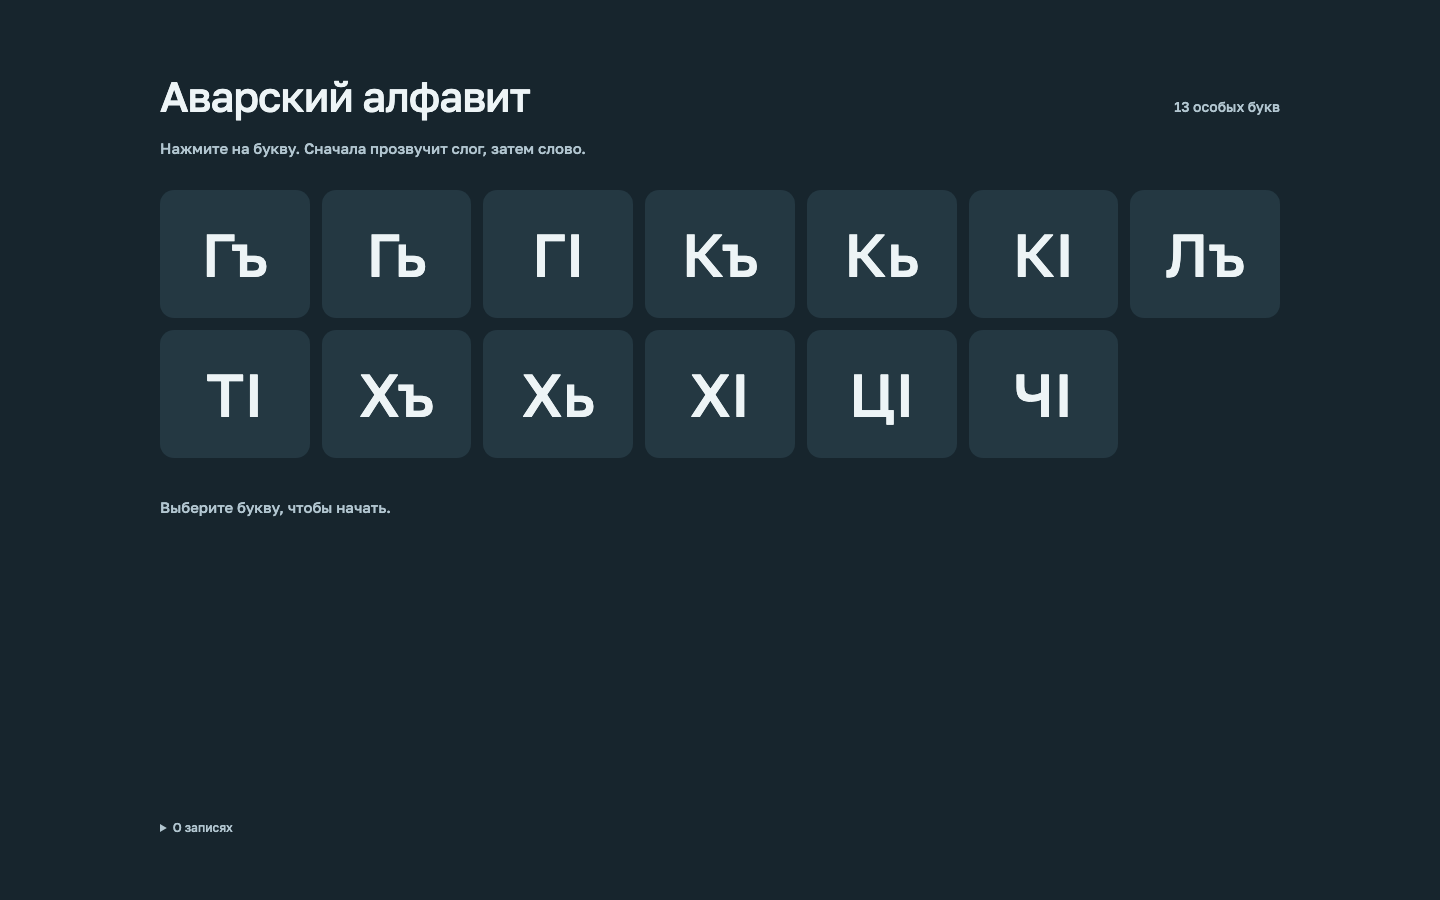 Аварский алфавит
13 особых букв
Нажмите на букву. Сначала прозвучит слог, затем слово.
Гъ Гь ГӀ Къ Кь КӀ Лъ
ТӀ Хъ Хь ХӀ ЦӀ ЧӀ
Выберите букву, чтобы начать.
О записях